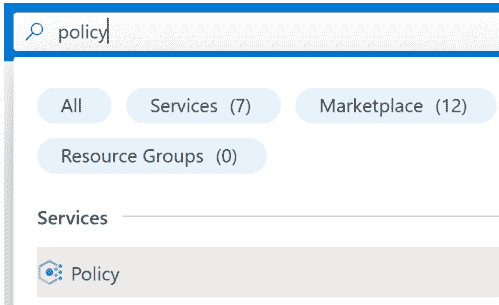 policy
All Services (7) Marketplace (12)
Resource Groups (0)
Services
Policy